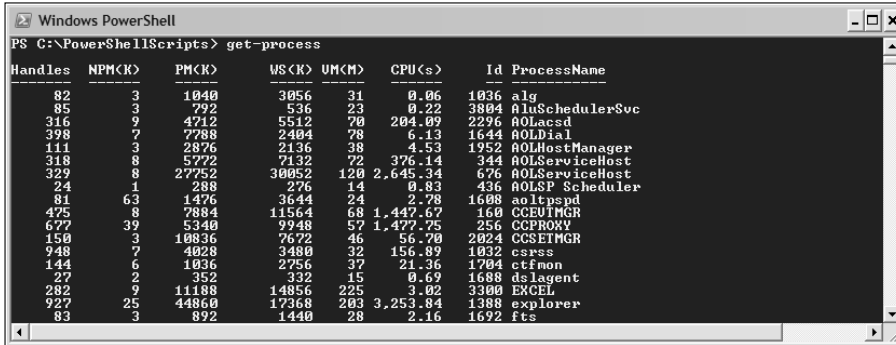 Windows PowerShell
PS C:\PowerShellScripts> get-process
Handles NPM(K) PM(K) WS(K) VM(M) CPU(s) Id ProcessName
------- ------ ----- ----- ----- ------ -- -----------
82 3 1040 3056 31 0.06 1036 alg
85 3 792 536 23 0.22 3804 AluSchedulerSvc
316 9 4712 5512 70 204.09 2296 AOLacsd
398 7 7788 2404 78 6.13 1644 AOLDial
111 3 2876 2136 38 4.53 1952 AOLHostManager
318 8 5772 7132 72 376.14 344 AOLServiceHost
329 8 27752 30052 120 2,645.34 676 AOLServiceHost
24 1 288 276 14 0.83 436 AOLSP Scheduler
81 63 1476 3644 24 2.78 1608 aoltpspd
475 8 7884 11564 68 1,447.67 160 CCEVTMGR
677 39 5340 9948 57 1,477.75 256 CCPROXY
150 3 10836 7672 46 56.70 2024 CCSETMGR
948 7 4028 3480 32 156.89 1032 csrss
144 6 1036 2756 37 21.36 1704 ctfmon
27 2 352 332 15 0.69 1688 dslagent
282 9 11188 14856 225 3.02 3300 EXCEL
927 25 44860 17368 203 3,253.84 1388 explorer
83 3 892 1440 28 2.16 1692 fts